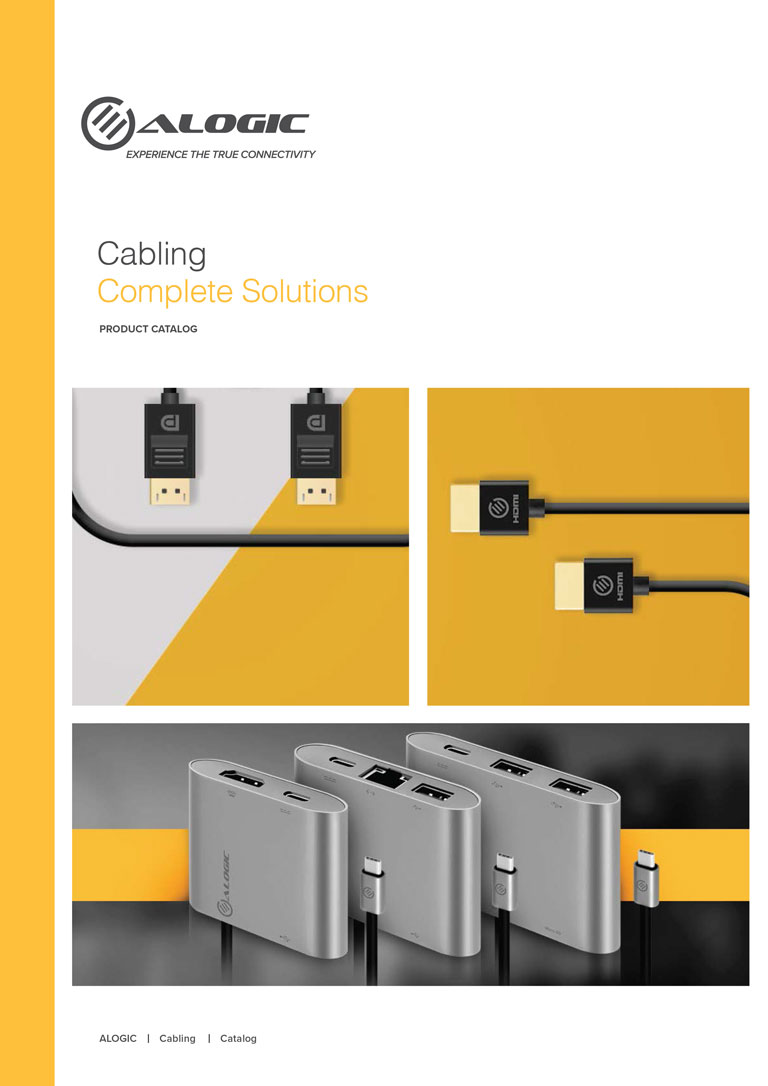 ALOGIC
EXPERIENCE THE TRUE CONNECTIVITY
Cabling
Complete Solutions
PRODUCT CATALOG
HDMI
HDMI
ALOGIC
ALOGIC | Cabling | Catalog